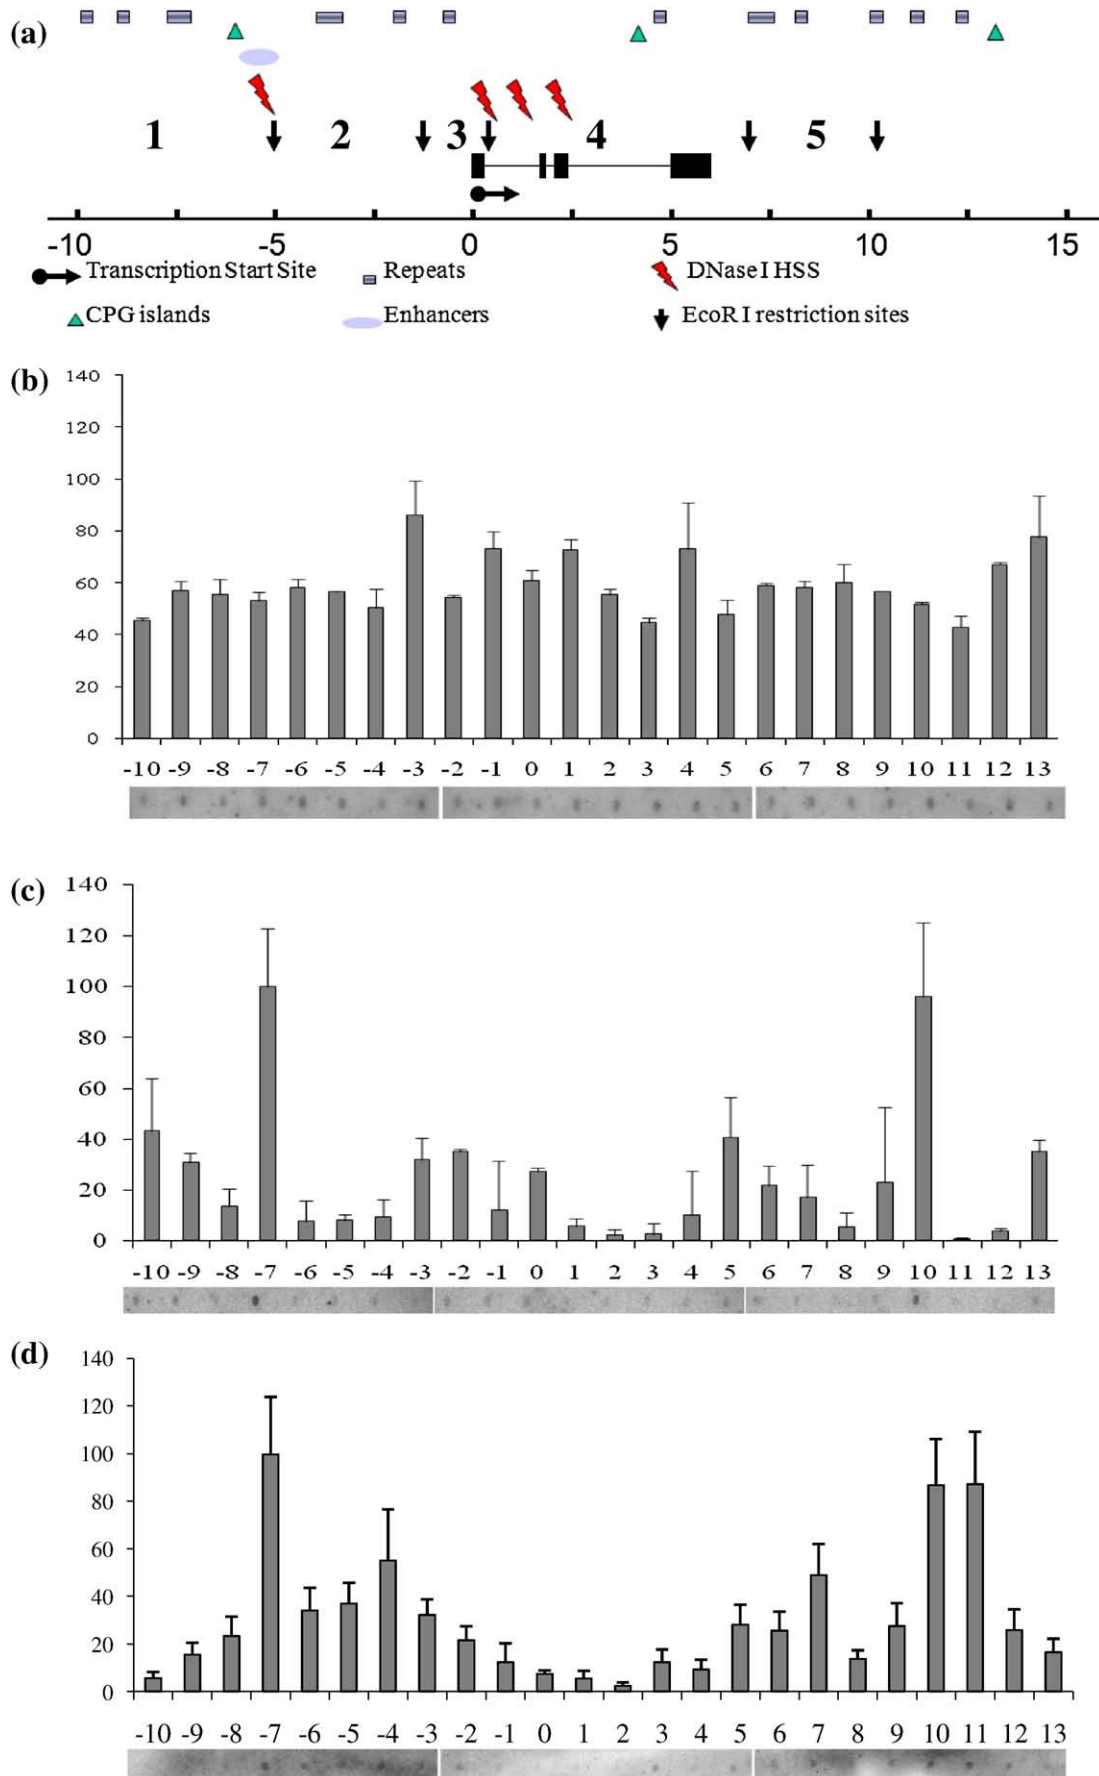 (a)
1 2 3 4 5
-10 -5 0 5 10 15
Transcription Start Site Repeats DNase I HSS
CPG islands Enhancers EcoR I restriction sites
(b)
140
120
100
80
60
40
20
0
-10 -9 -8 -7 -6 -5 -4 -3 -2 -1 0 1 2 3 4 5 6 7 8 9 10 11 12 13
(c)
140
120
100
80
60
40
20
0
-10 -9 -8 -7 -6 -5 -4 -3 -2 -1 0 1 2 3 4 5 6 7 8 9 10 11 12 13
(d)
140
120
100
80
60
40
20
0
-10 -9 -8 -7 -6 -5 -4 -3 -2 -1 0 1 2 3 4 5 6 7 8 9 10 11 12 13